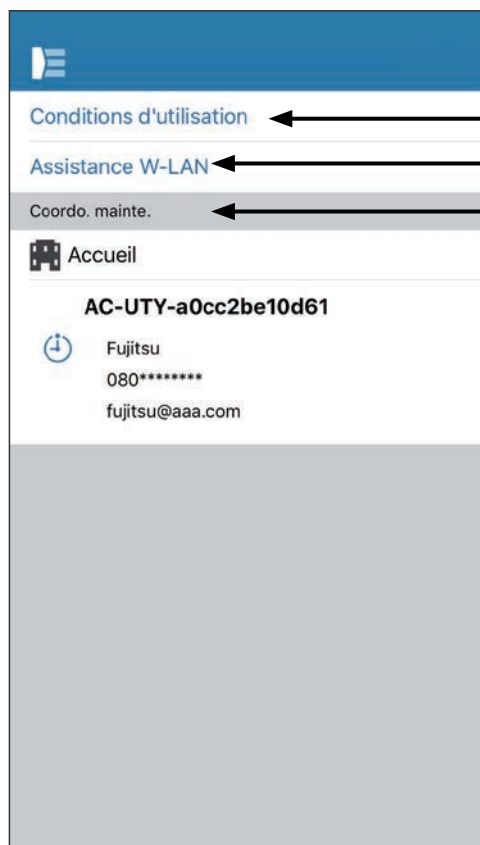 Conditions d'utilisation
Assistance W-LAN
Coordo. mainte.
Accueil
AC-UTY-a0cc2be10d61
Fujitsu
080********
fujitsu@aaa.com